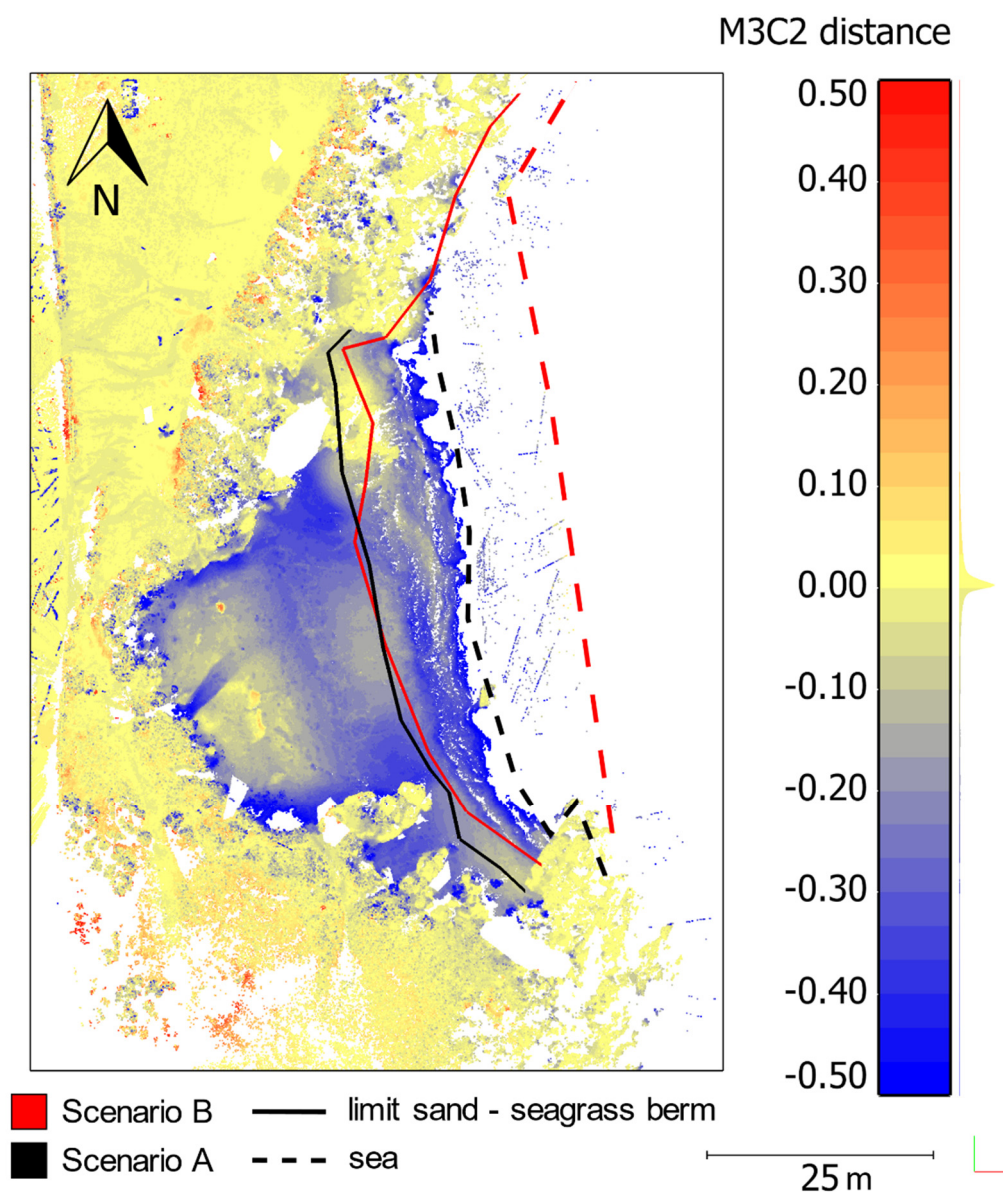 M3C2 distance
N
0.50
0.40
0.30
0.20
0.10
0.00
-0.10
-0.20
-0.30
-0.40
-0.50
Scenario B
limit sand - seagrass berm
Scenario A
sea
25 m